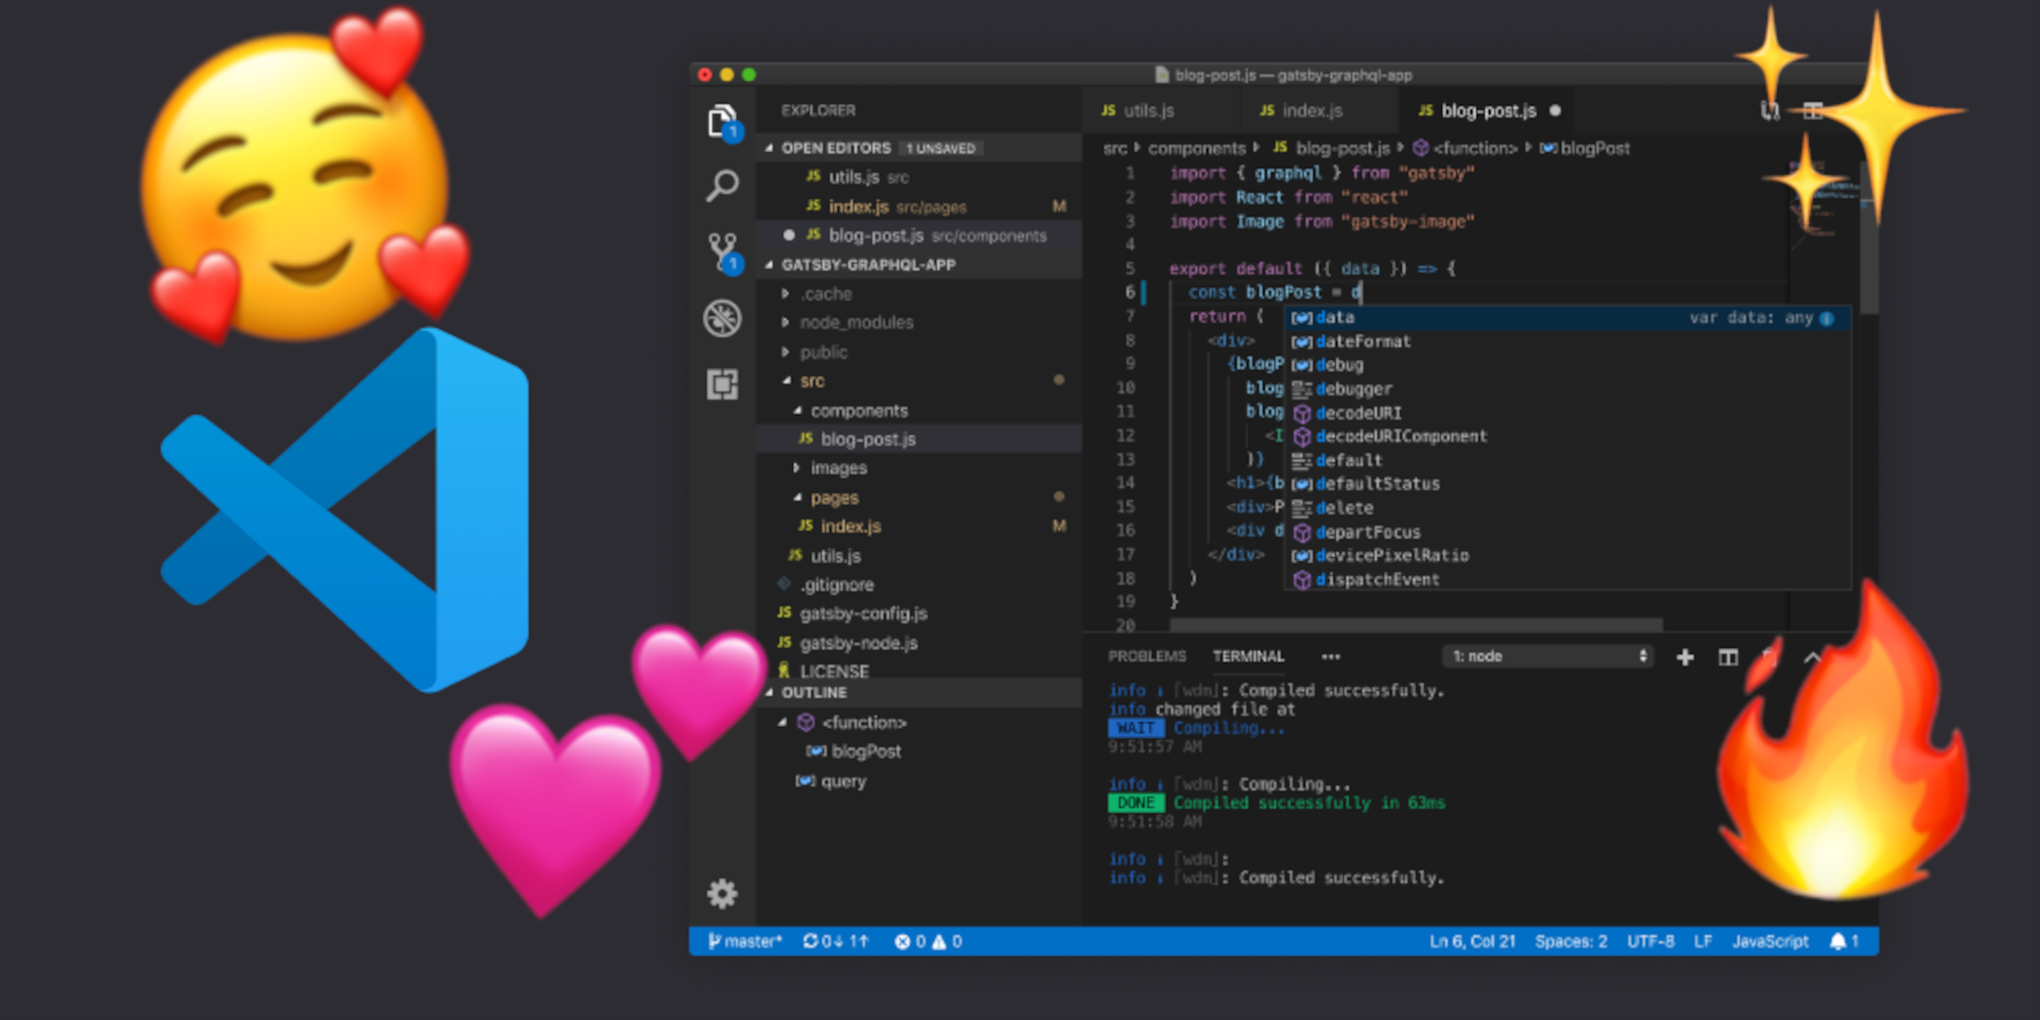 blog-post.js — gatsby-graphql-app
EXPLORER
OPEN EDITORS 1 UNSAVED
utils.js src
index.js src/pages M
blog-post.js src/components
GATSBY-GRAPHQL-APP
.cache
node_modules
public
src
components
blog-post.js
images
pages
index.js M
utils.js
.gitignore
gatsby-config.js
gatsby-node.js
LICENSE
OUTLINE
<function>
blogPost
query
1
1
JS utils.js
JS index.js
JS blog-post.js
src components JS blog-post.js <function> blogPost
1 import { graphql } from "gatsby"
2 import React from "react"
3 import Image from "gatsby-image"
4
5 export default ({ data }) => {
6 const blogPost = d
7 return (
8 <div>
9 {blogP
10 blog
11 blog
12 <I
13 )}
14 <h1>{b
15 <div>P
16 <div d
17 </div>
18 )
19 }
20
data var data: any
dateFormat
debug
debugger
decodeURI
decodeURIComponent
default
defaultStatus
delete
departFocus
devicePixelRatio
dispatchEvent
PROBLEMS TERMINAL ••• 1: node
info [wdm]: Compiled successfully.
info changed file at
WAIT Compiling...
9:51:57 AM
info [wdm]: Compiling...
DONE Compiled successfully in 63ms
9:51:58 AM
info [wdm]:
info [wdm]: Compiled successfully.
master* 0↓ 1↑ 0 0 Ln 6, Col 21 Spaces: 2 UTF-8 LF JavaScript 1